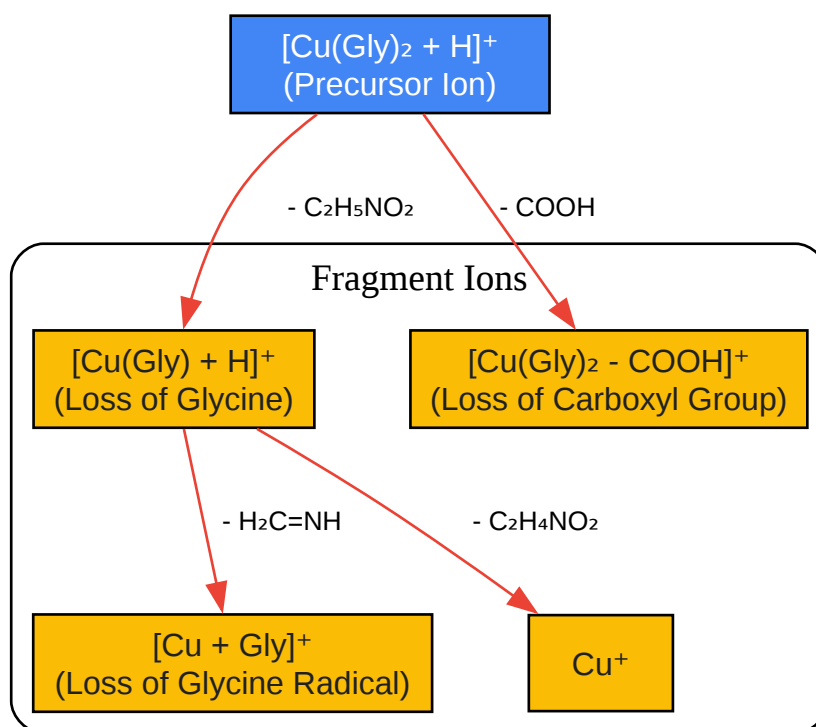 [Cu(Gly)₂ + H]⁺
(Precursor Ion)
- C₂H₅NO₂
- COOH
Fragment Ions
[Cu(Gly) + H]⁺
(Loss of Glycine)
[Cu(Gly)₂ - COOH]⁺
(Loss of Carboxyl Group)
- H₂C=NH
- C₂H₄NO₂
[Cu + Gly]⁺
(Loss of Glycine Radical)
Cu⁺